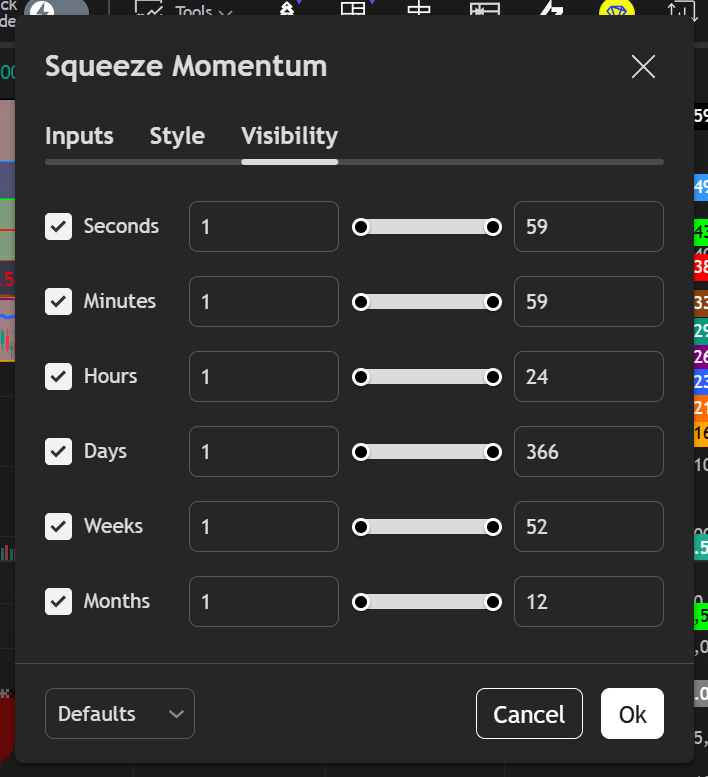 Tools
Squeeze Momentum
Inputs Style Visibility
Seconds 1 59
Minutes 1 59
Hours 1 24
Days 1 366
Weeks 1 52
Months 1 12
Defaults Cancel Ok